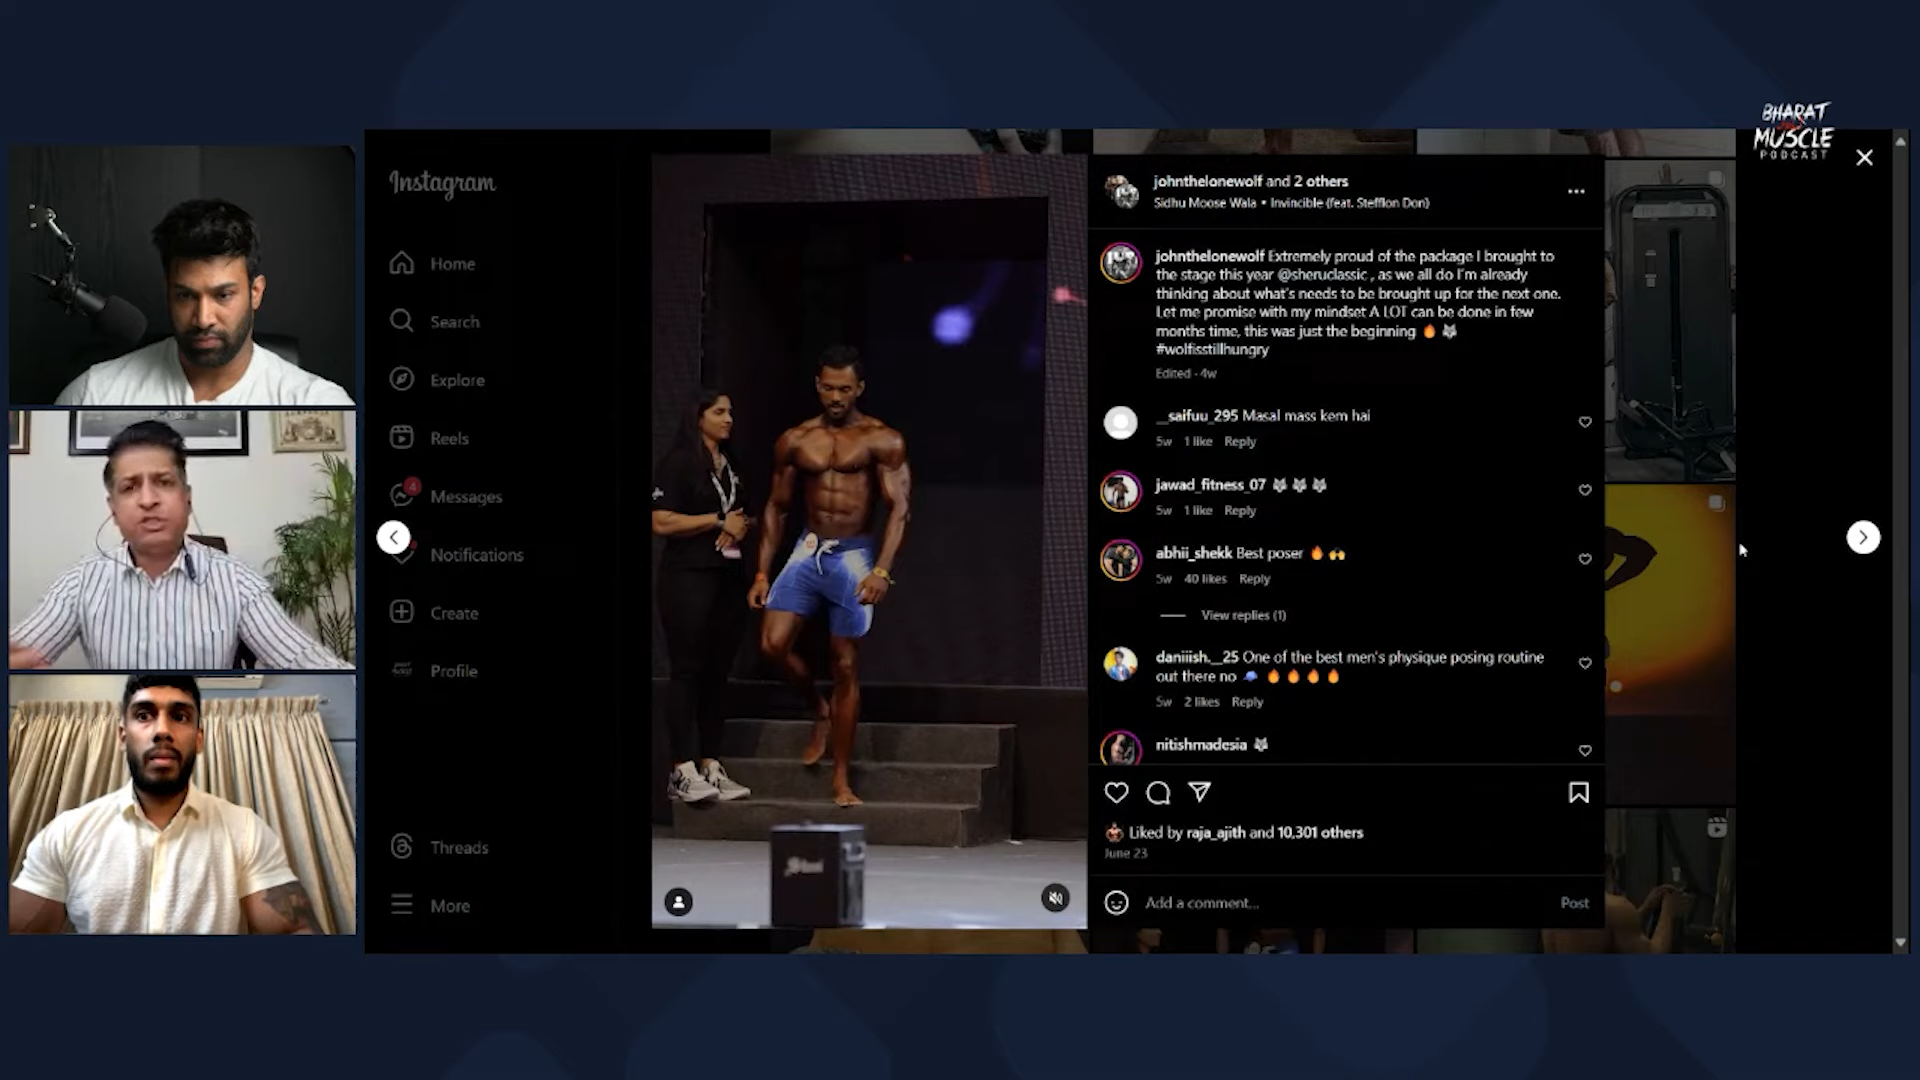 BHARAT
MUSCLE
PODCAST
Instagram
Home
Search
Explore
Reels
4
Messages
Notifications
Create
Profile
Threads
More
johnthelonewolf and 2 others
Sidhu Moose Wala • Invincible (feat. Stefflon Don)
johnthelonewolf Extremely proud of the package I brought to
the stage this year @sheruclassic , as we all do I'm already
thinking about what's needs to be brought up for the next one.
Let me promise with my mindset A LOT can be done in few
months time, this was just the beginning 🔥 🐺
#wolfisstillhungry
Edited · 4w
__saifuu_295 Masal mass kem hai
5w 1 like Reply
jawad_fitness_07 🐺 🐺 🐺
5w 1 like Reply
abhii_shekk Best poser 🔥 🙌
5w 40 likes Reply
View replies (1)
daniiish.__25 One of the best men's physique posing routine
out there no 🧢 🔥 🔥 🔥 🔥
5w 2 likes Reply
nitishmadesia 🐺
Liked by raja_ajith and 10,301 others
June 23
Add a comment...
Post